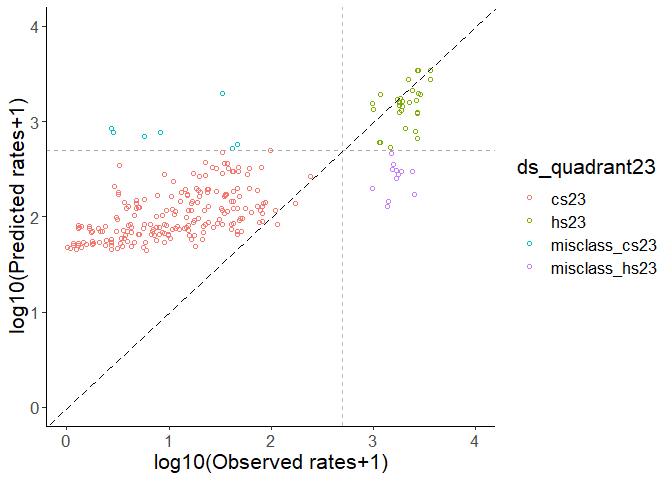 4
3
2
1
0
log10(Predicted rates+1)
0
1
2
3
4
log10(Observed rates+1)
ds_quadrant23
cs23
hs23
misclass_cs23
misclass_hs23